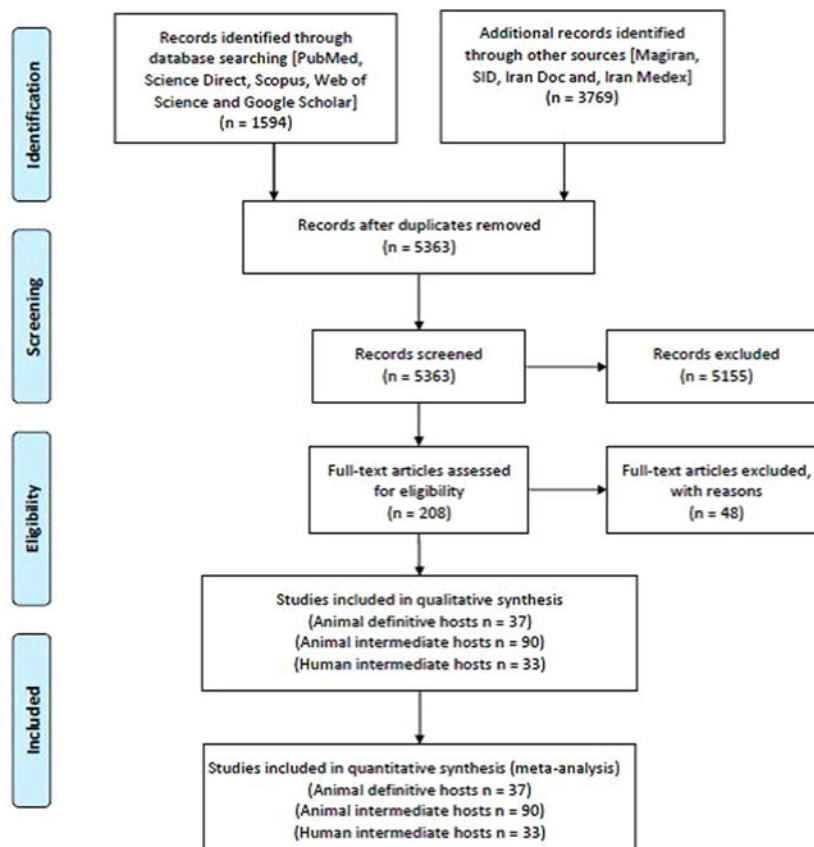 Identification
Records identified through
database searching [PubMed,
Science Direct, Scopus, Web of
Science and Google Scholar]
(n = 1594)
Additional records identified
through other sources [Magiran,
SID, Iran Doc and, Iran Medex]
(n = 3769)
Records after duplicates removed
(n = 5363)
Screening
Records screened
(n = 5363)
Records excluded
(n = 5155)
Eligibility
Full-text articles assessed
for eligibility
(n = 208)
Full-text articles excluded,
with reasons
(n = 48)
Studies included in qualitative synthesis
(Animal definitive hosts n = 37)
(Animal intermediate hosts n = 90)
(Human intermediate hosts n = 33)
Included
Studies included in quantitative synthesis (meta-analysis)
(Animal definitive hosts n = 37)
(Animal intermediate hosts n = 90)
(Human intermediate hosts n = 33)